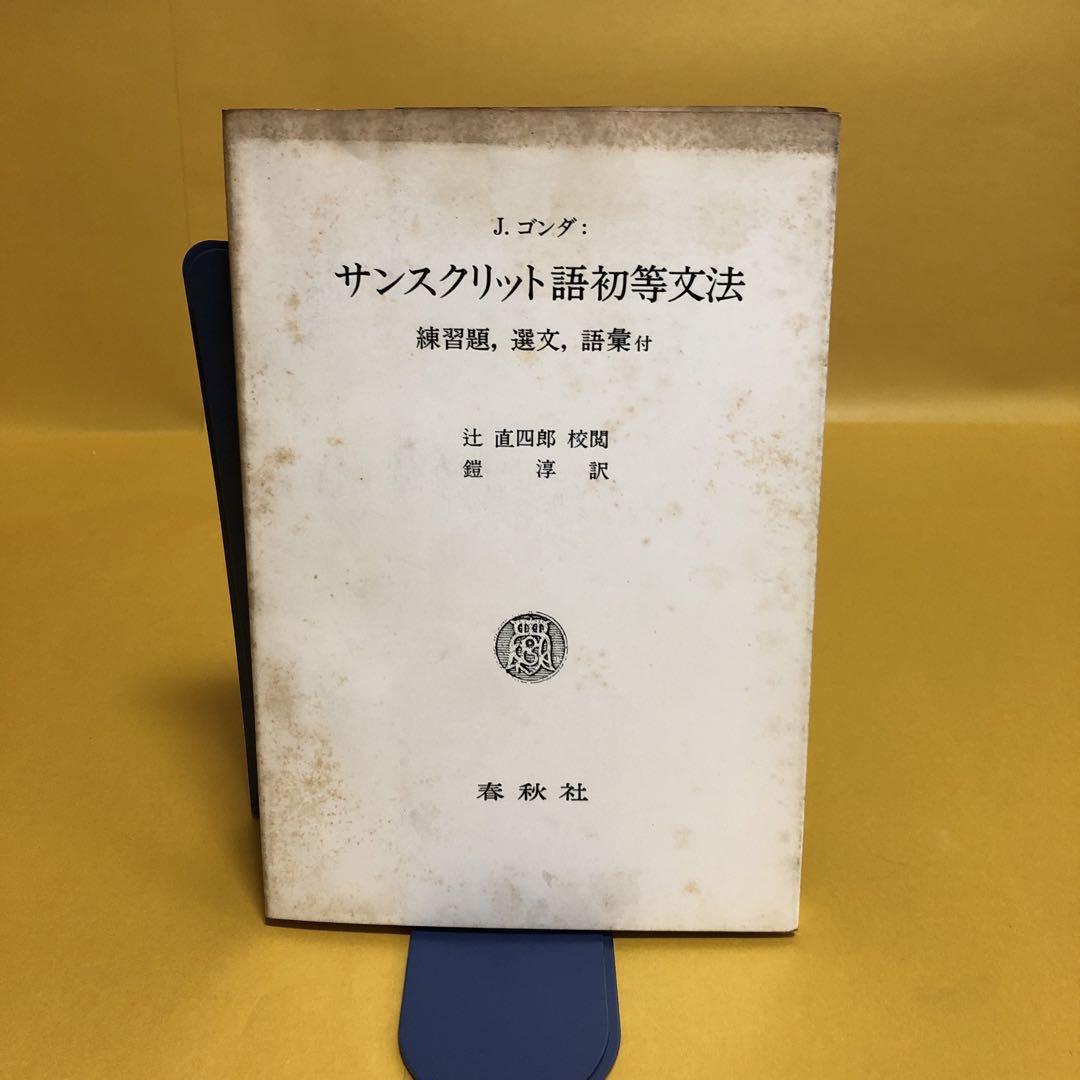 J. ゴンダ:
サンスクリット語初等文法
練習題, 選文, 語彙付
辻 直四郎 校閲
鎧 淳 訳
春秋社